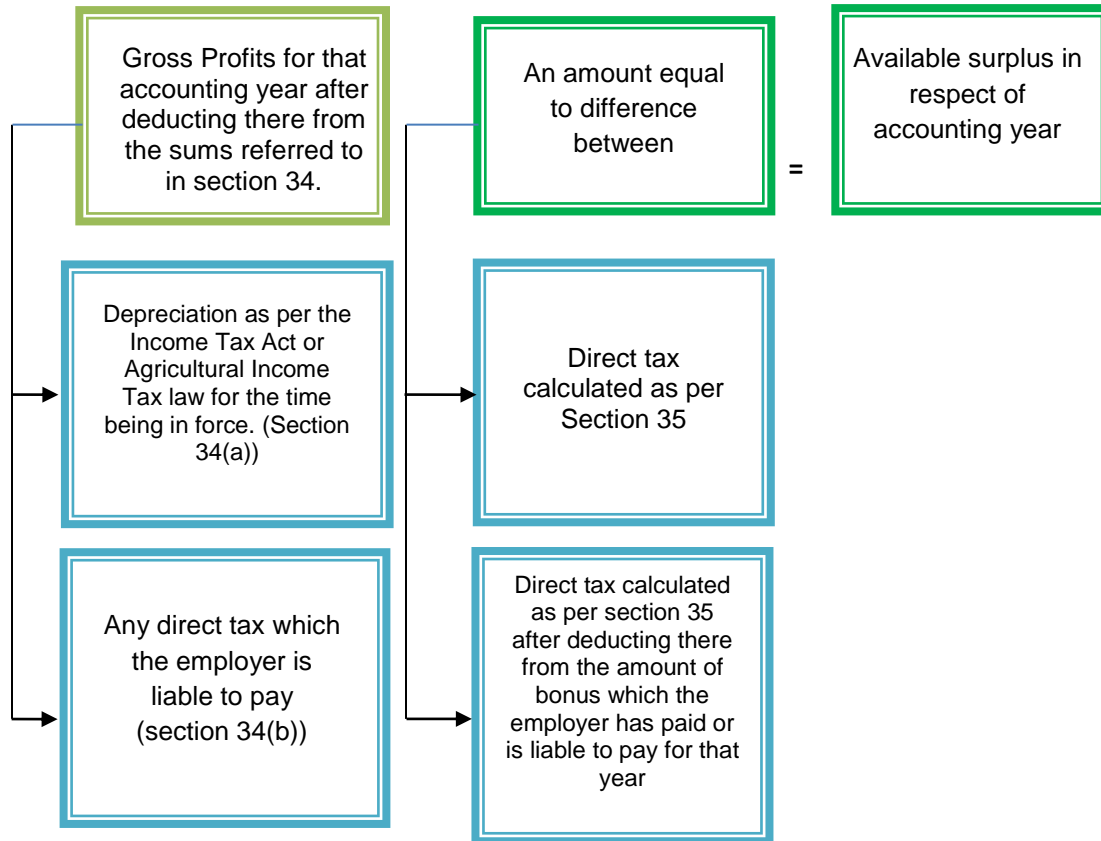 Gross Profits for that
accounting year after
deducting there from
the sums referred to
in section 34.
An amount equal
to difference
between
=
Available surplus in
respect of
accounting year
Depreciation as per the
Income Tax Act or
Agricultural Income
Tax law for the time
being in force. (Section
34(a))
Direct tax
calculated as per
Section 35
Any direct tax which
the employer is
liable to pay
(section 34(b))
Direct tax calculated
as per section 35
after deducting there
from the amount of
bonus which the
employer has paid or
is liable to pay for that
year